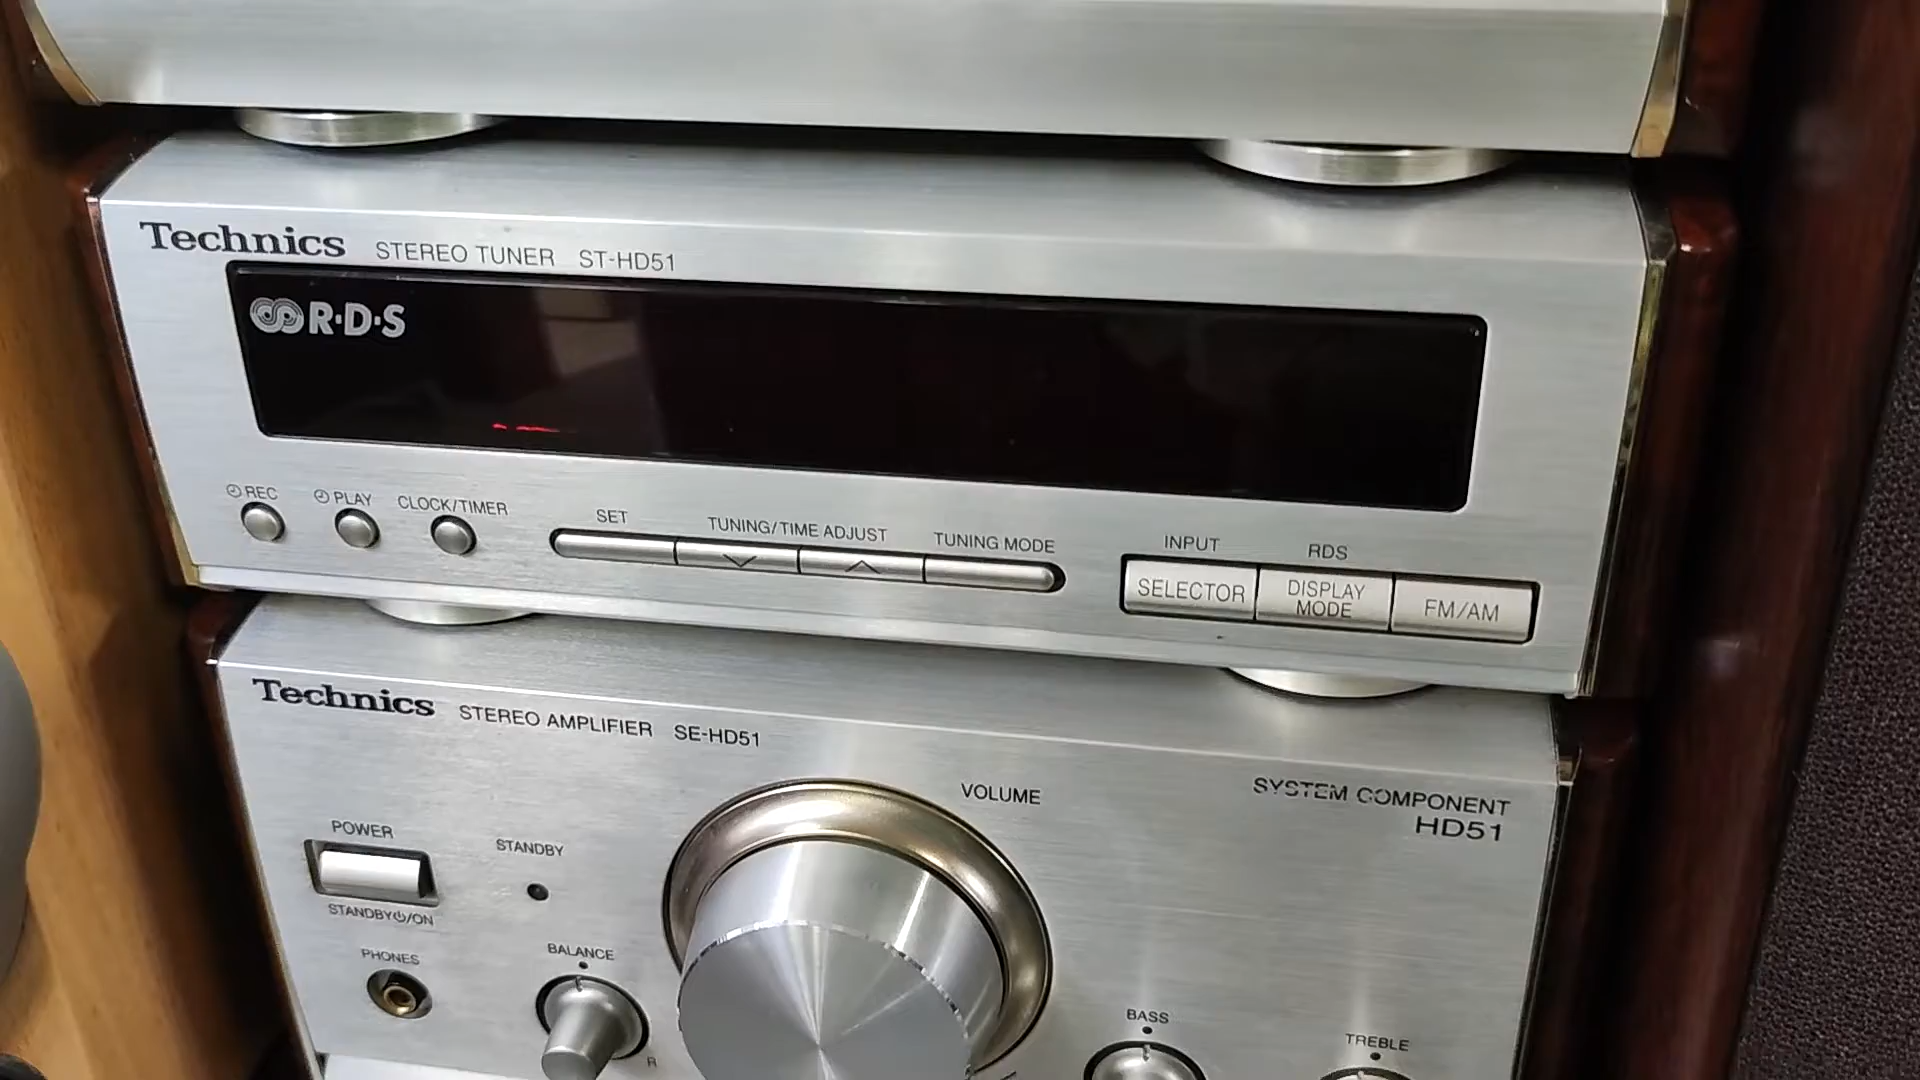 Technics STEREO TUNER ST-HD51
R·D·S
REC PLAY CLOCK/TIMER
SET TUNING/TIME ADJUST TUNING MODE
INPUT RDS
SELECTOR DISPLAY MODE FM/AM
Technics STEREO AMPLIFIER SE-HD51
VOLUME
SYSTEM COMPONENT
HD51
POWER
STANDBY
STANDBY⏻/ON
PHONES
BALANCE
R
BASS
TREBLE